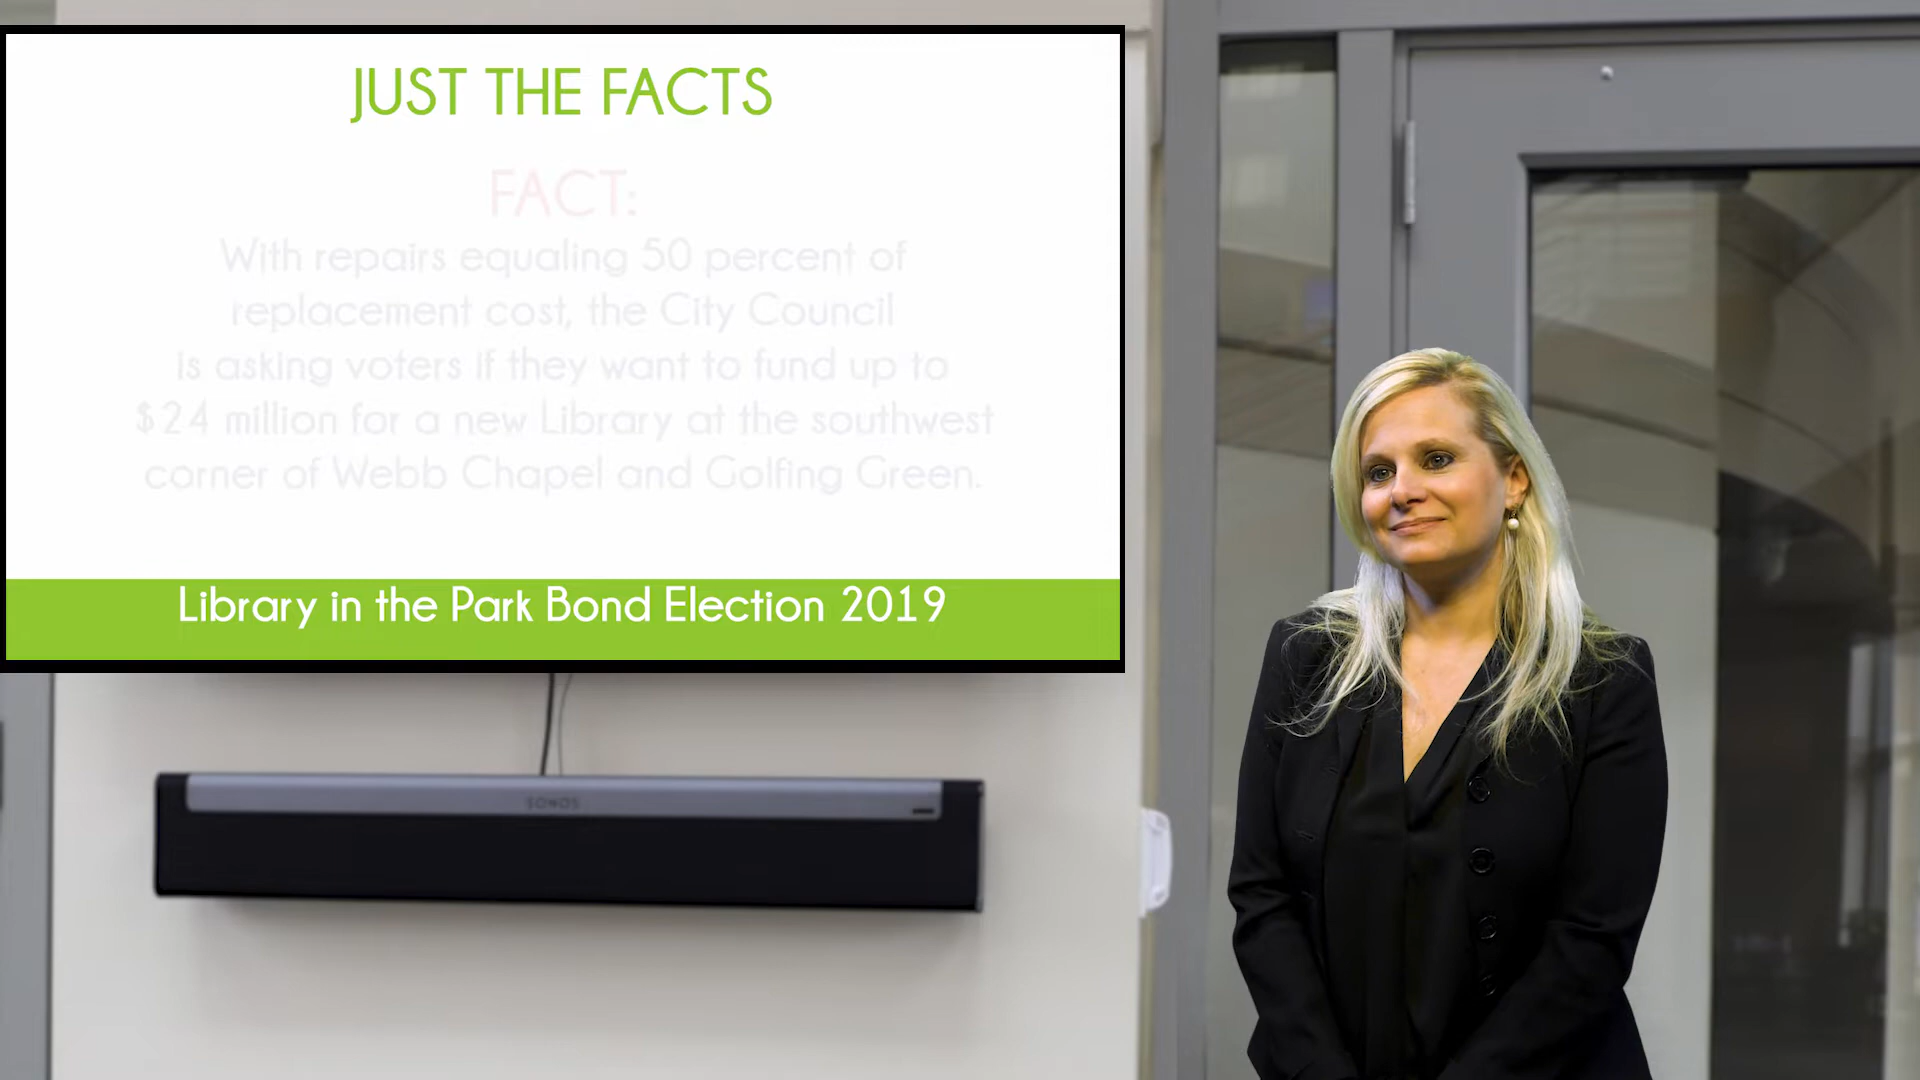 JUST THE FACTS
FACT:
With repairs equaling 50 percent of
replacement cost, the City Council
is asking voters if they want to fund up to
$24 million for a new Library at the southwest
corner of Webb Chapel and Golfing Green.
Library in the Park Bond Election 2019
SONOS